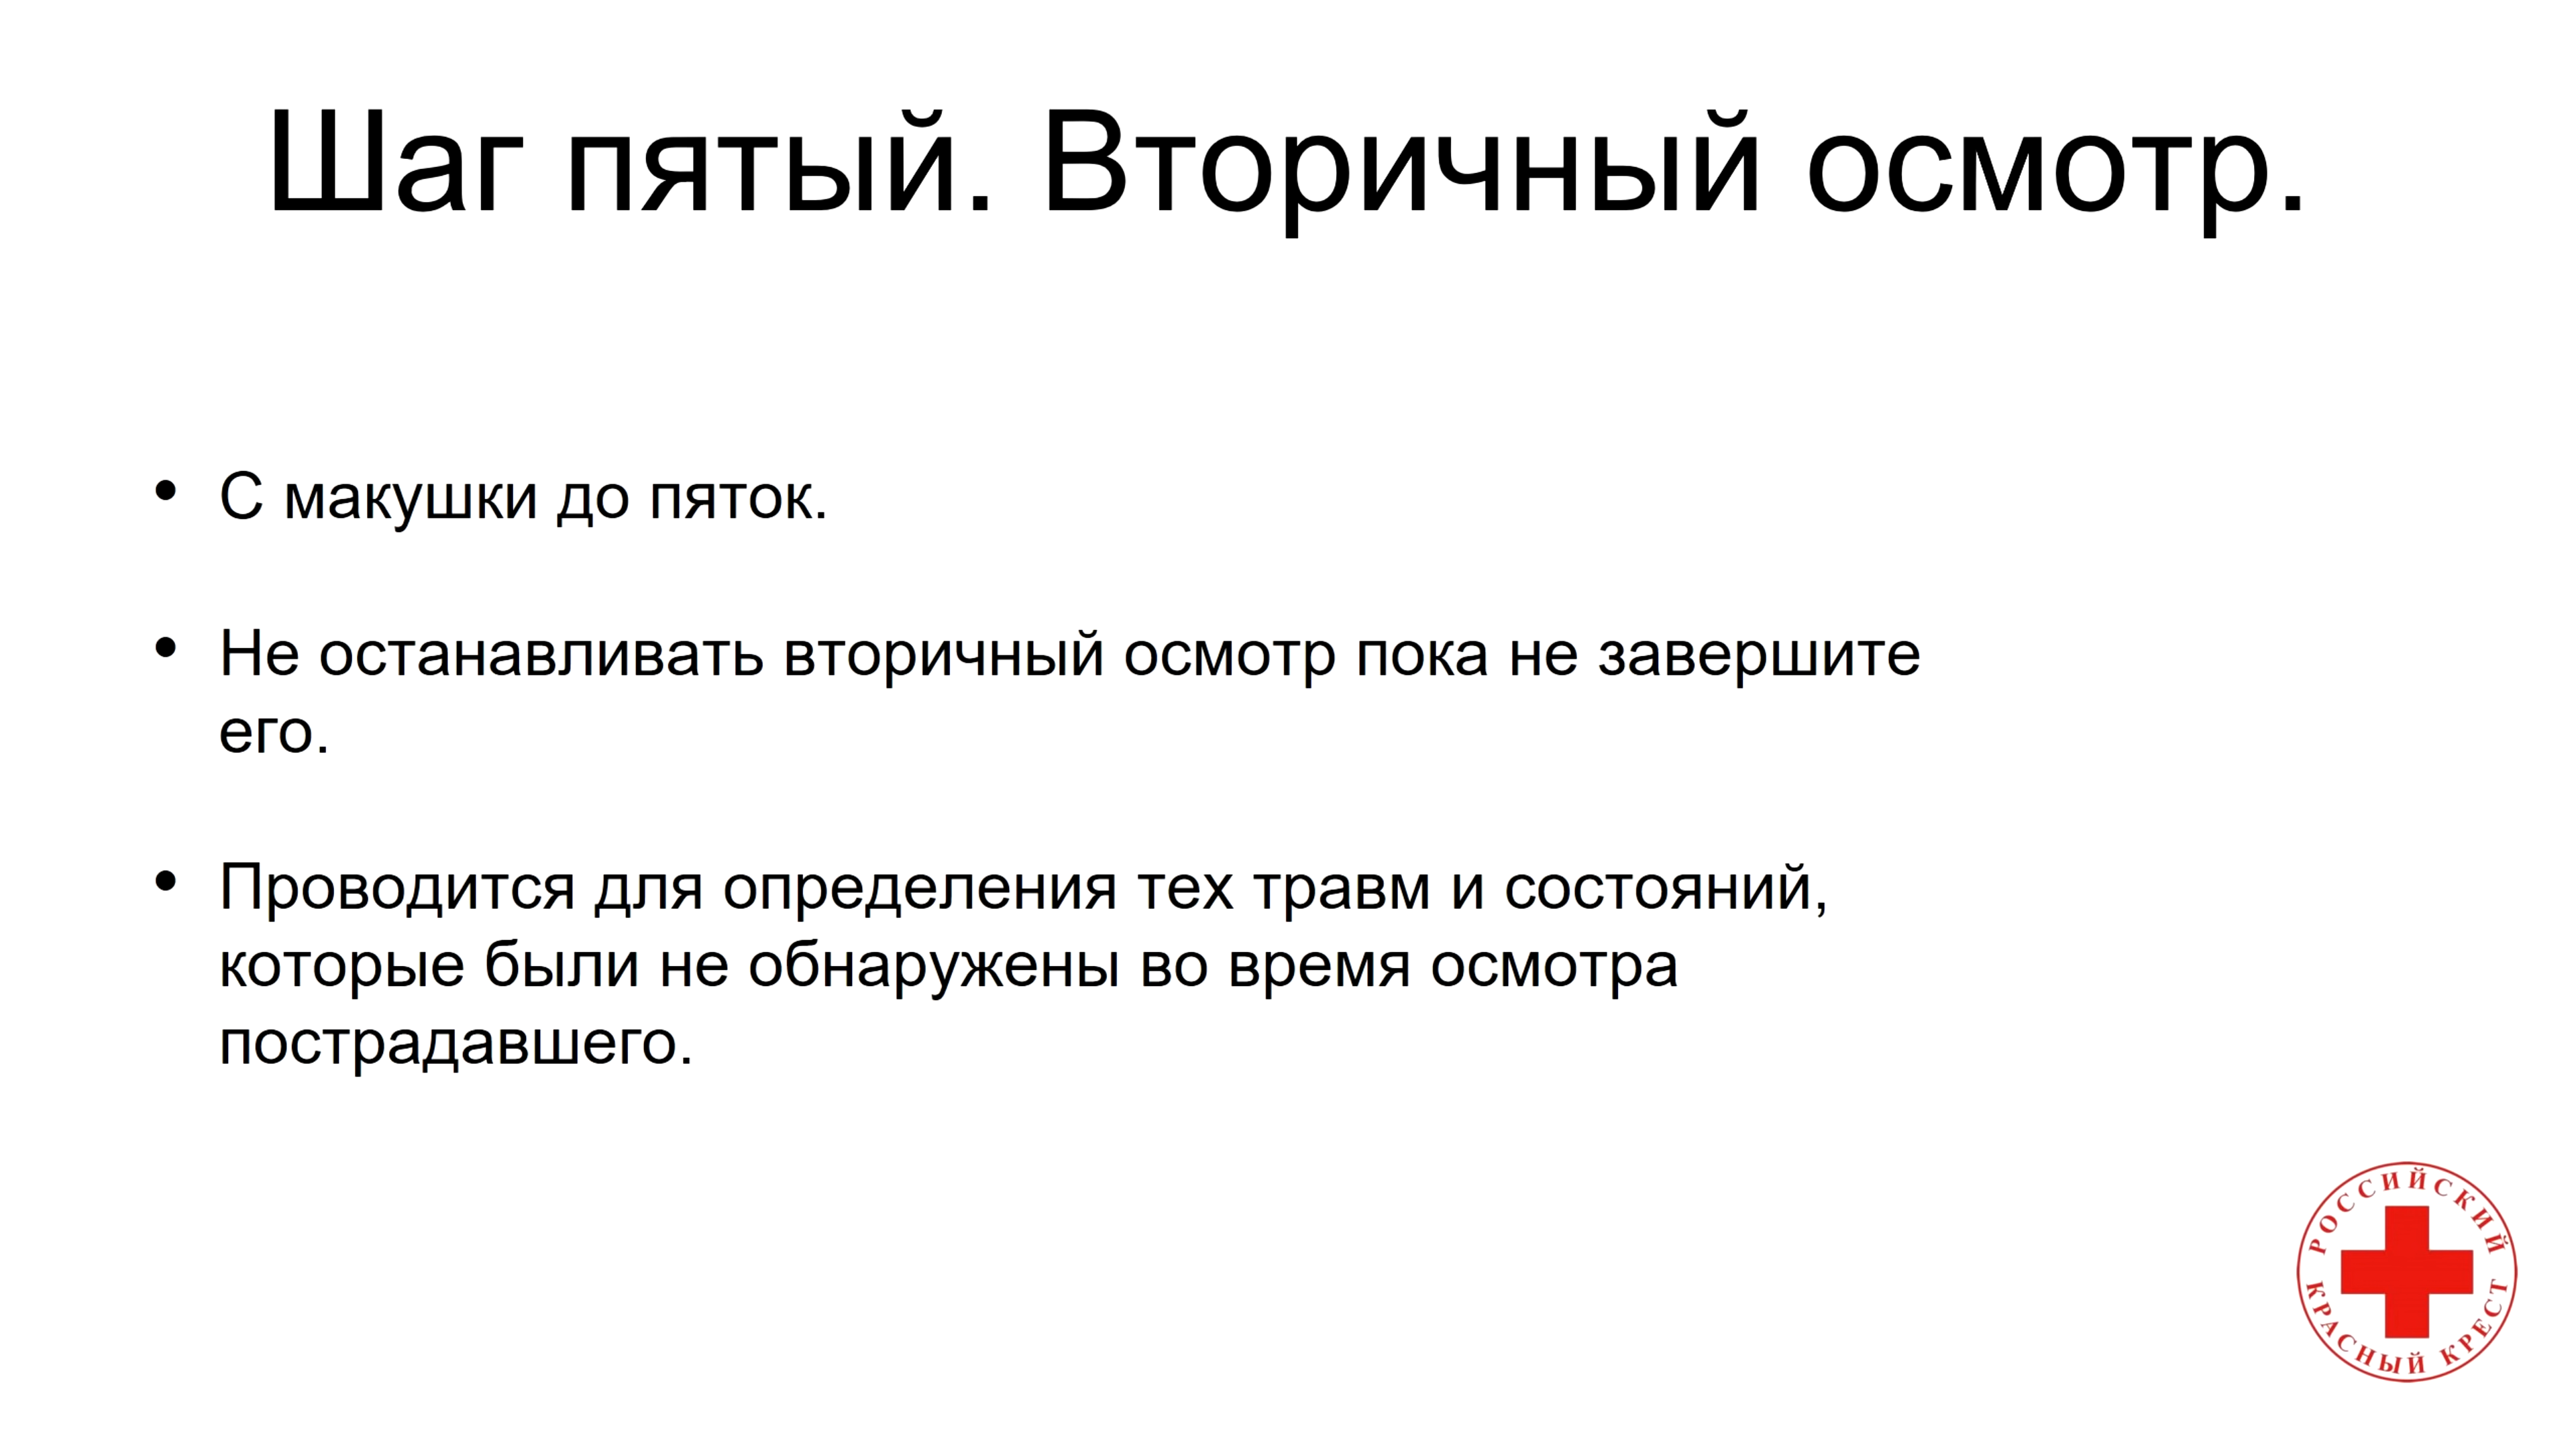 Шаг пятый. Вторичный осмотр.
• С макушки до пяток.
• Не останавливать вторичный осмотр пока не завершите
его.
• Проводится для определения тех травм и состояний,
которые были не обнаружены во время осмотра
пострадавшего.
РОССИЙСКИЙ
КРАСНЫЙ КРЕСТ